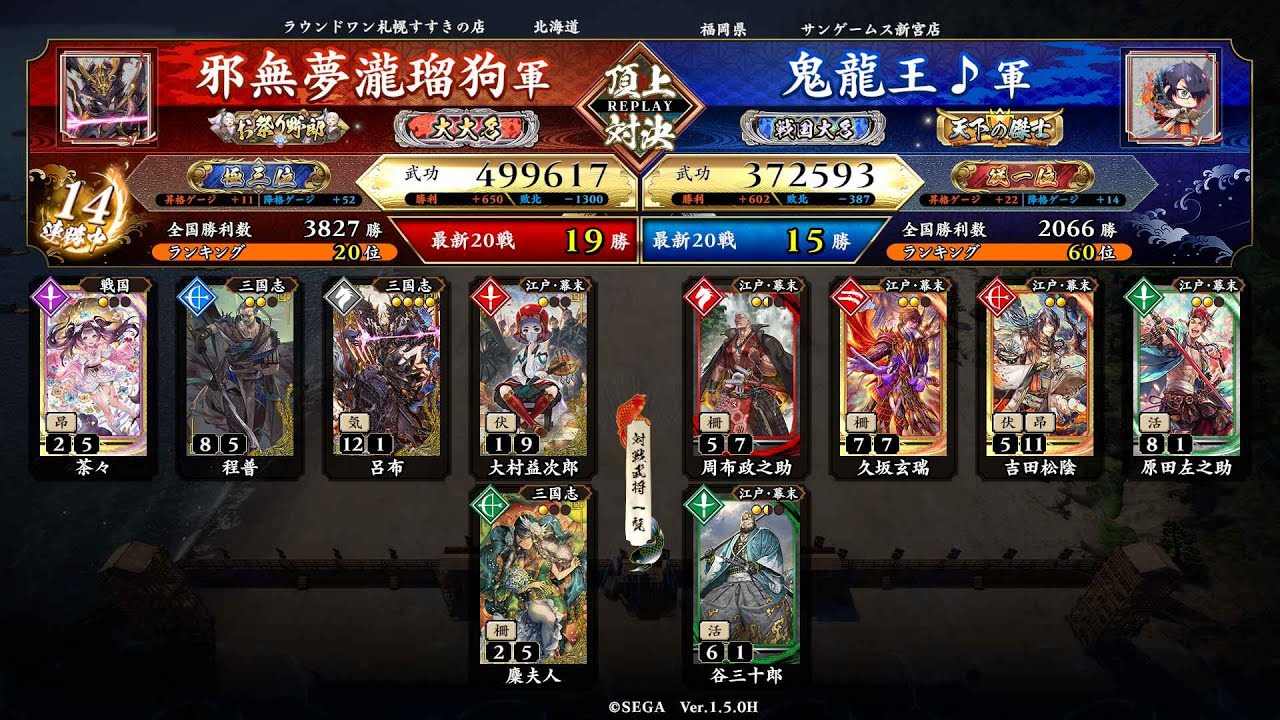 ラウンドワン札幌すすきの店 北海道 福岡県 サンゲームス新宮店
邪無夢瀧瑠狗軍 頂上 REPLAY 対決 鬼龍王♪軍
お祭り野郎 大大名 戦国大名 天下の傑士
極三位 武功 499617 武功 372593 従一位
昇格ゲージ +11 降格ゲージ +52 勝利 +650 敗北 -1300 勝利 +602 敗北 -387 昇格ゲージ +22 降格ゲージ +14
14 連勝中
全国勝利数 3827勝 最新20戦 19勝 最新20戦 15勝 全国勝利数 2066勝
ランキング 20位 ランキング 60位
戦国 三国志 三国志 江戸・幕末 江戸・幕末 江戸・幕末 江戸・幕末 江戸・幕末
昴 気 伏 柵 柵 伏 昴 活
2 5 8 5 12 1 1 9 5 7 7 7 5 11 8 1
茶々 程普 呂布 大村益次郎 周布政之助 久坂玄瑞 吉田松陰 原田左之助
対戦武将一覧
三国志 江戸・幕末
柵 活
2 5 6 1
麋夫人 谷三十郎
©SEGA Ver.1.5.0H